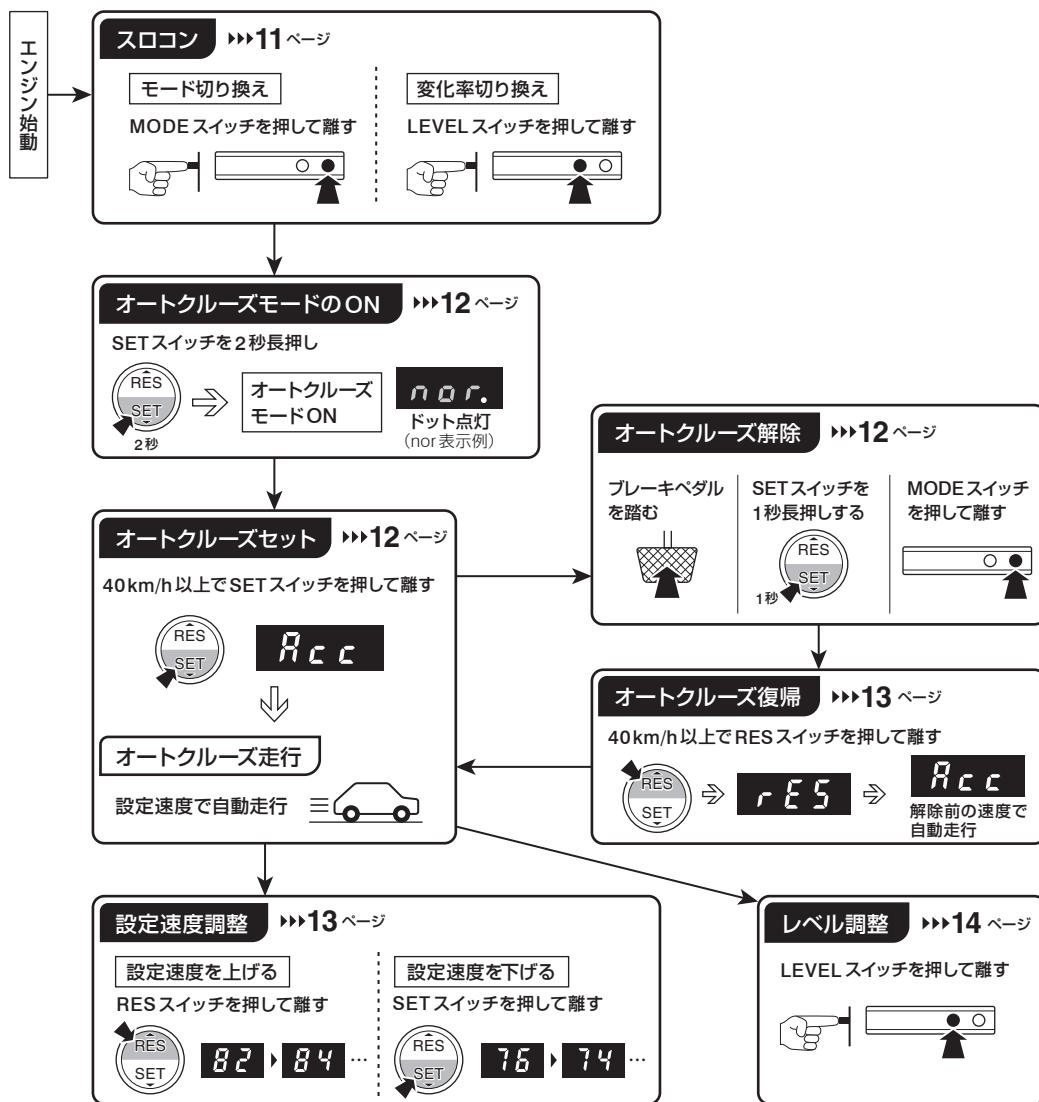 エンジン始動
スロコン ▸▸▸11ページ
モード切り換え
MODEスイッチを押して離す
変化率切り換え
LEVELスイッチを押して離す
オートクルーズモードのON ▸▸▸12ページ
SETスイッチを2秒長押し
RES
SET
2秒
オートクルーズ
モードON
nor.
ドット点灯
(nor表示例)
オートクルーズセット ▸▸▸12ページ
40km/h以上でSETスイッチを押して離す
RES
SET
Acc
オートクルーズ走行
設定速度で自動走行
オートクルーズ解除 ▸▸▸12ページ
ブレーキペダル
を踏む
SETスイッチを
1秒長押しする
RES
SET
1秒
MODEスイッチ
を押して離す
オートクルーズ復帰 ▸▸▸13ページ
40km/h以上でRESスイッチを押して離す
RES
SET
rES
Acc
解除前の速度で
自動走行
設定速度調整 ▸▸▸13ページ
設定速度を上げる
RESスイッチを押して離す
RES
SET
82 ▸ 84 …
設定速度を下げる
SETスイッチを押して離す
RES
SET
76 ▸ 74 …
レベル調整 ▸▸▸14ページ
LEVELスイッチを押して離す